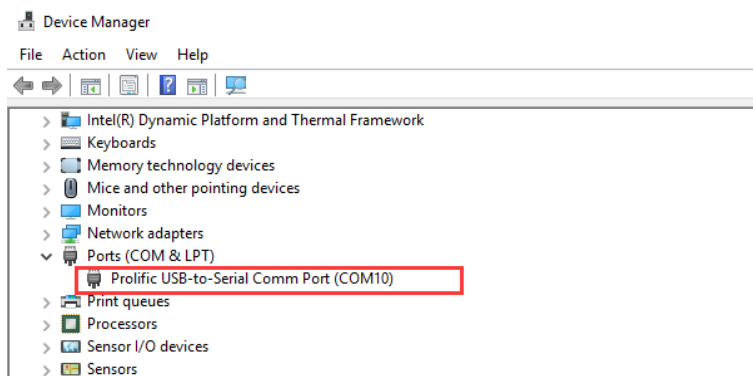 Device Manager
File Action View Help
Intel(R) Dynamic Platform and Thermal Framework
Keyboards
Memory technology devices
Mice and other pointing devices
Monitors
Network adapters
Ports (COM & LPT)
Prolific USB-to-Serial Comm Port (COM10)
Print queues
Processors
Sensor I/O devices
Sensors